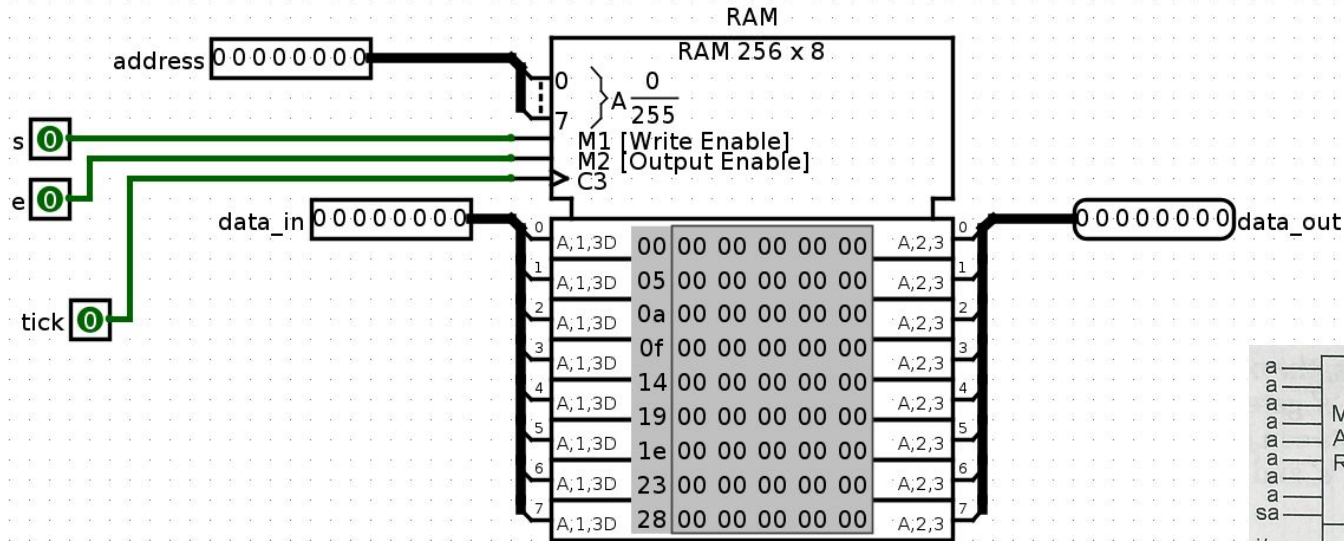 RAM
address 00000000
RAM 256 x 8
0
7
A 0
255
s 0
M1 [Write Enable]
M2 [Output Enable]
C3
e 0
data_in 00000000
00000000 data_out
tick 0
0 A,1,3D 00 00 00 00 00 00 A,2,3 0
1 A,1,3D 05 00 00 00 00 00 A,2,3 1
2 A,1,3D 0a 00 00 00 00 00 A,2,3 2
3 A,1,3D 0f 00 00 00 00 00 A,2,3 3
4 A,1,3D 14 00 00 00 00 00 A,2,3 4
5 A,1,3D 19 00 00 00 00 00 A,2,3 5
6 A,1,3D 1e 00 00 00 00 00 A,2,3 6
7 A,1,3D 23 00 00 00 00 00 A,2,3 7
28 00 00 00 00 00
a
a
a
a M
a A
a R
a
a
sa